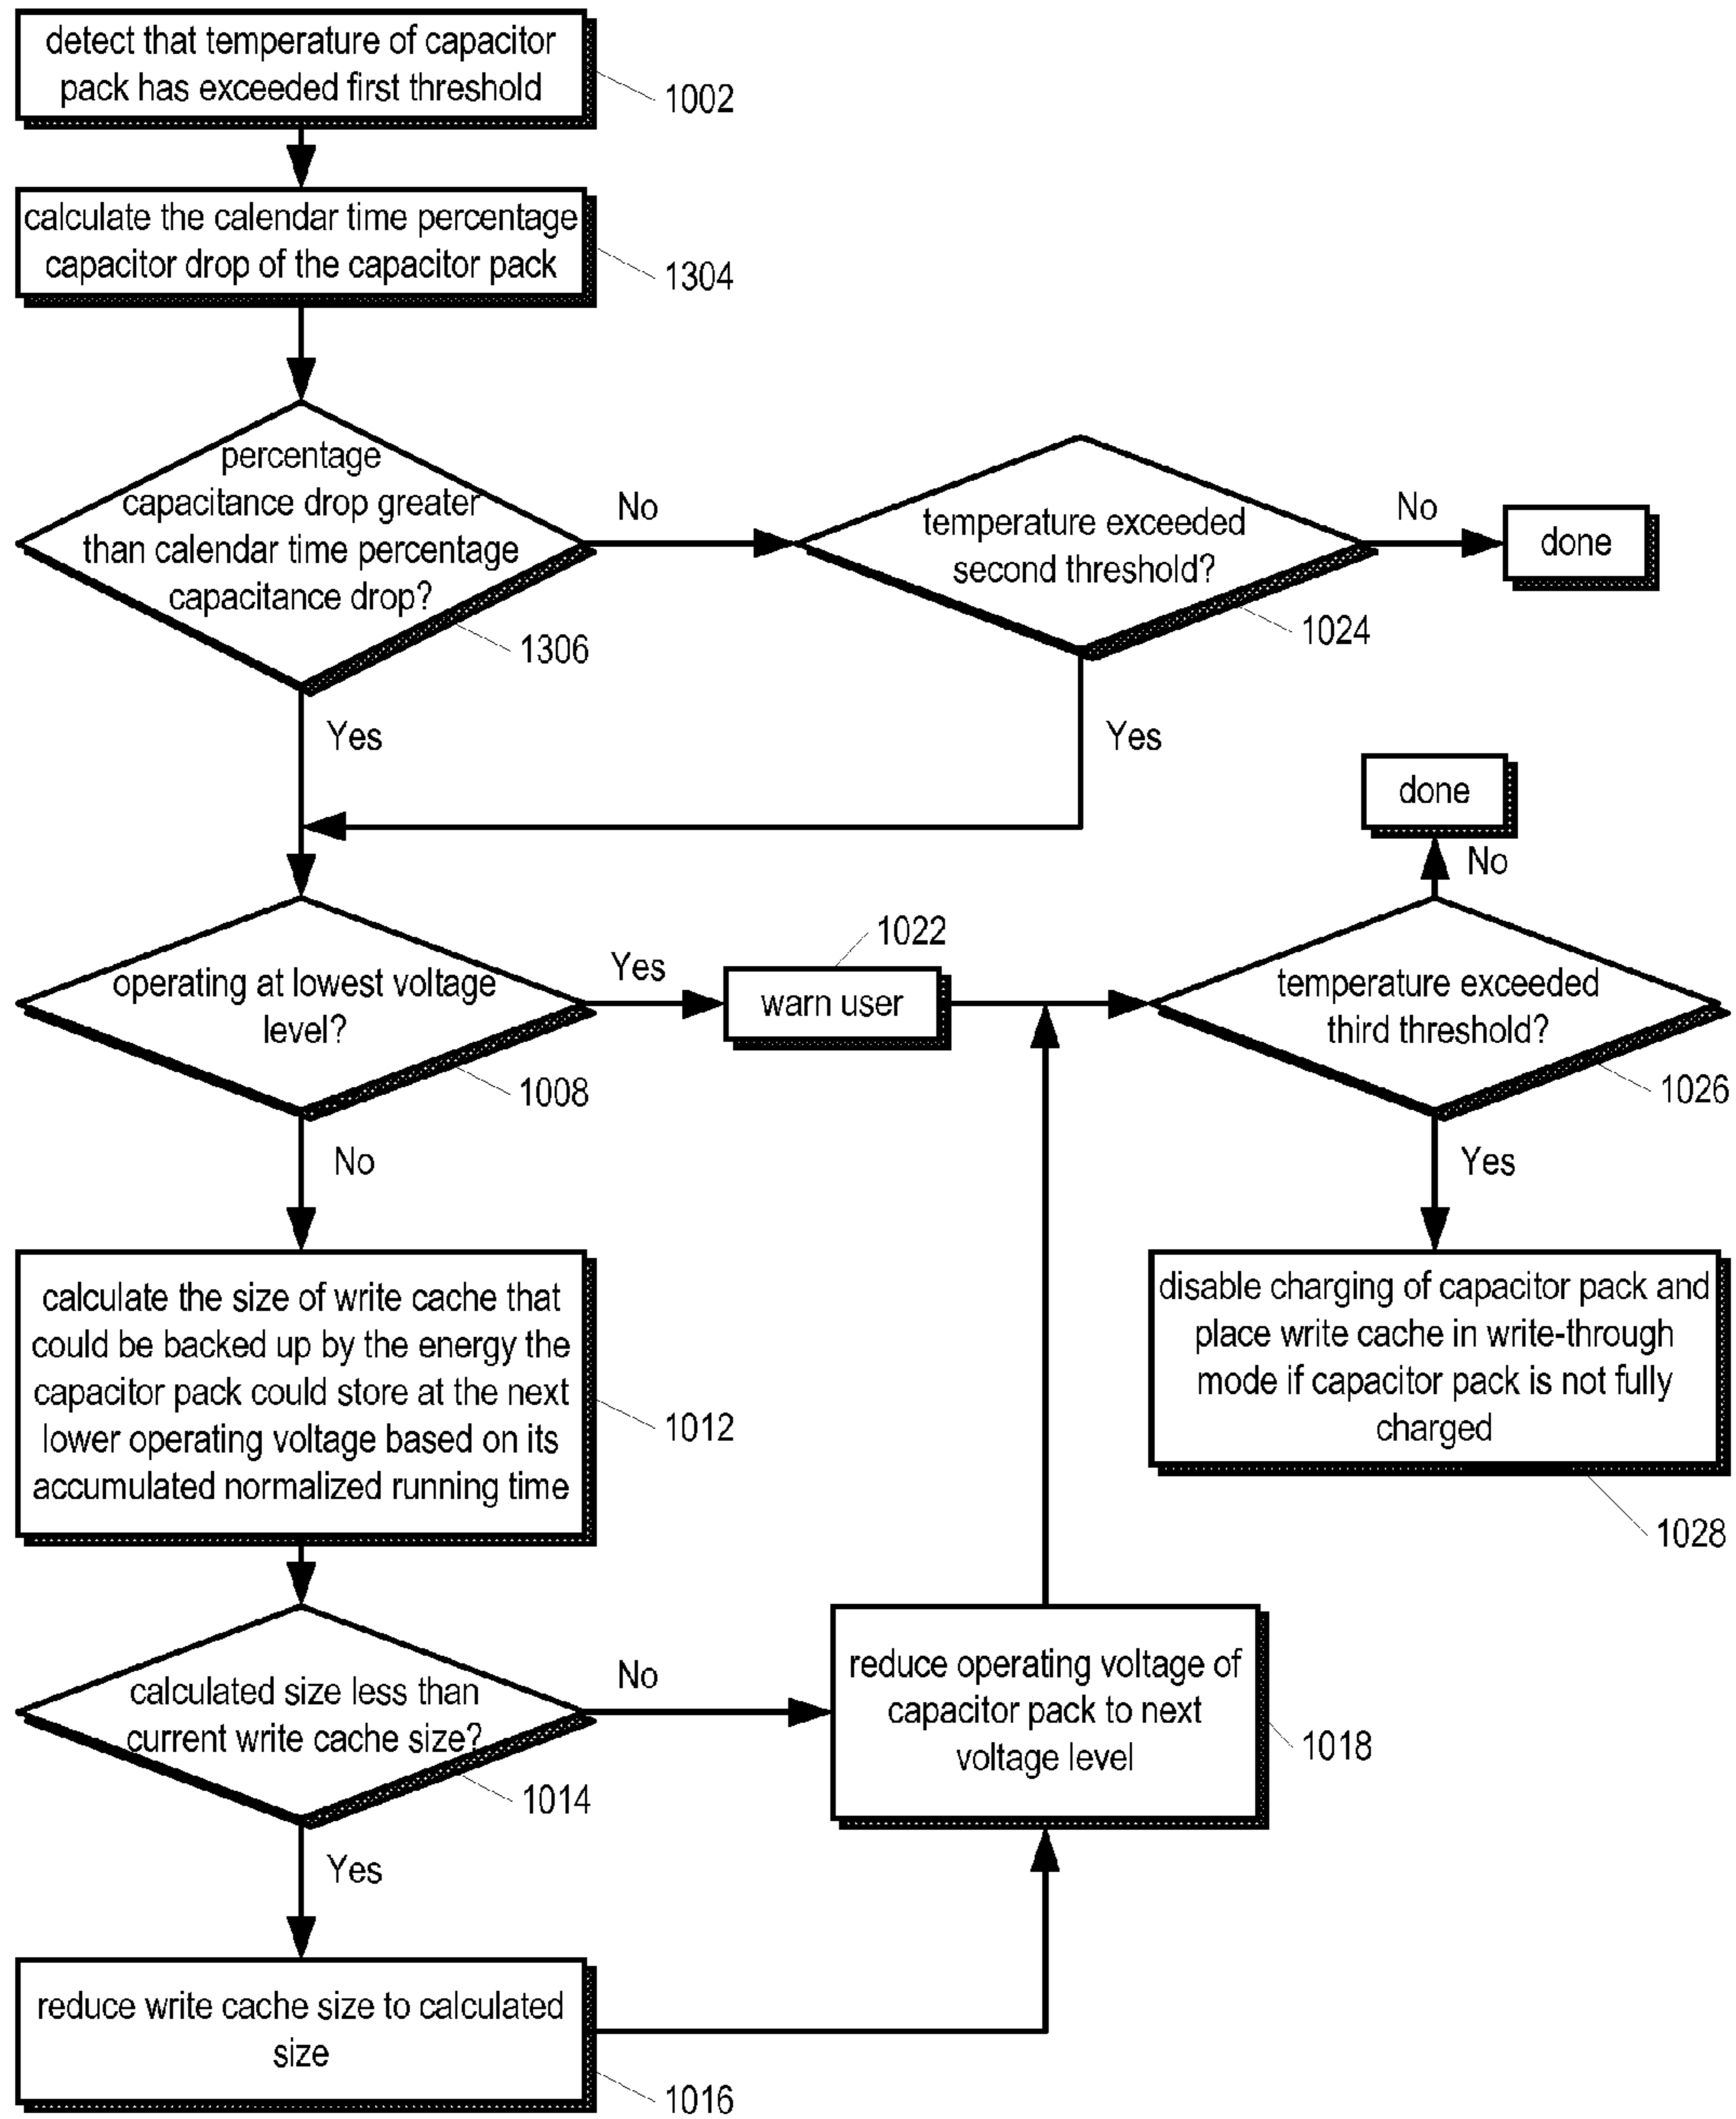 detect that temperature of capacitor
pack has exceeded first threshold
1002
calculate the calendar time percentage
capacitor drop of the capacitor pack
1304
percentage
capacitance drop greater
than calendar time percentage
capacitance drop?
1306
No
temperature exceeded
second threshold?
1024
No
done
Yes
Yes
done
No
operating at lowest voltage
level?
1008
Yes
1022
warn user
temperature exceeded
third threshold?
1026
No
Yes
calculate the size of write cache that
could be backed up by the energy the
capacitor pack could store at the next
lower operating voltage based on its
accumulated normalized running time
1012
disable charging of capacitor pack and
place write cache in write-through
mode if capacitor pack is not fully
charged
1028
calculated size less than
current write cache size?
1014
No
reduce operating voltage of
capacitor pack to next
voltage level
1018
Yes
reduce write cache size to calculated
size
1016